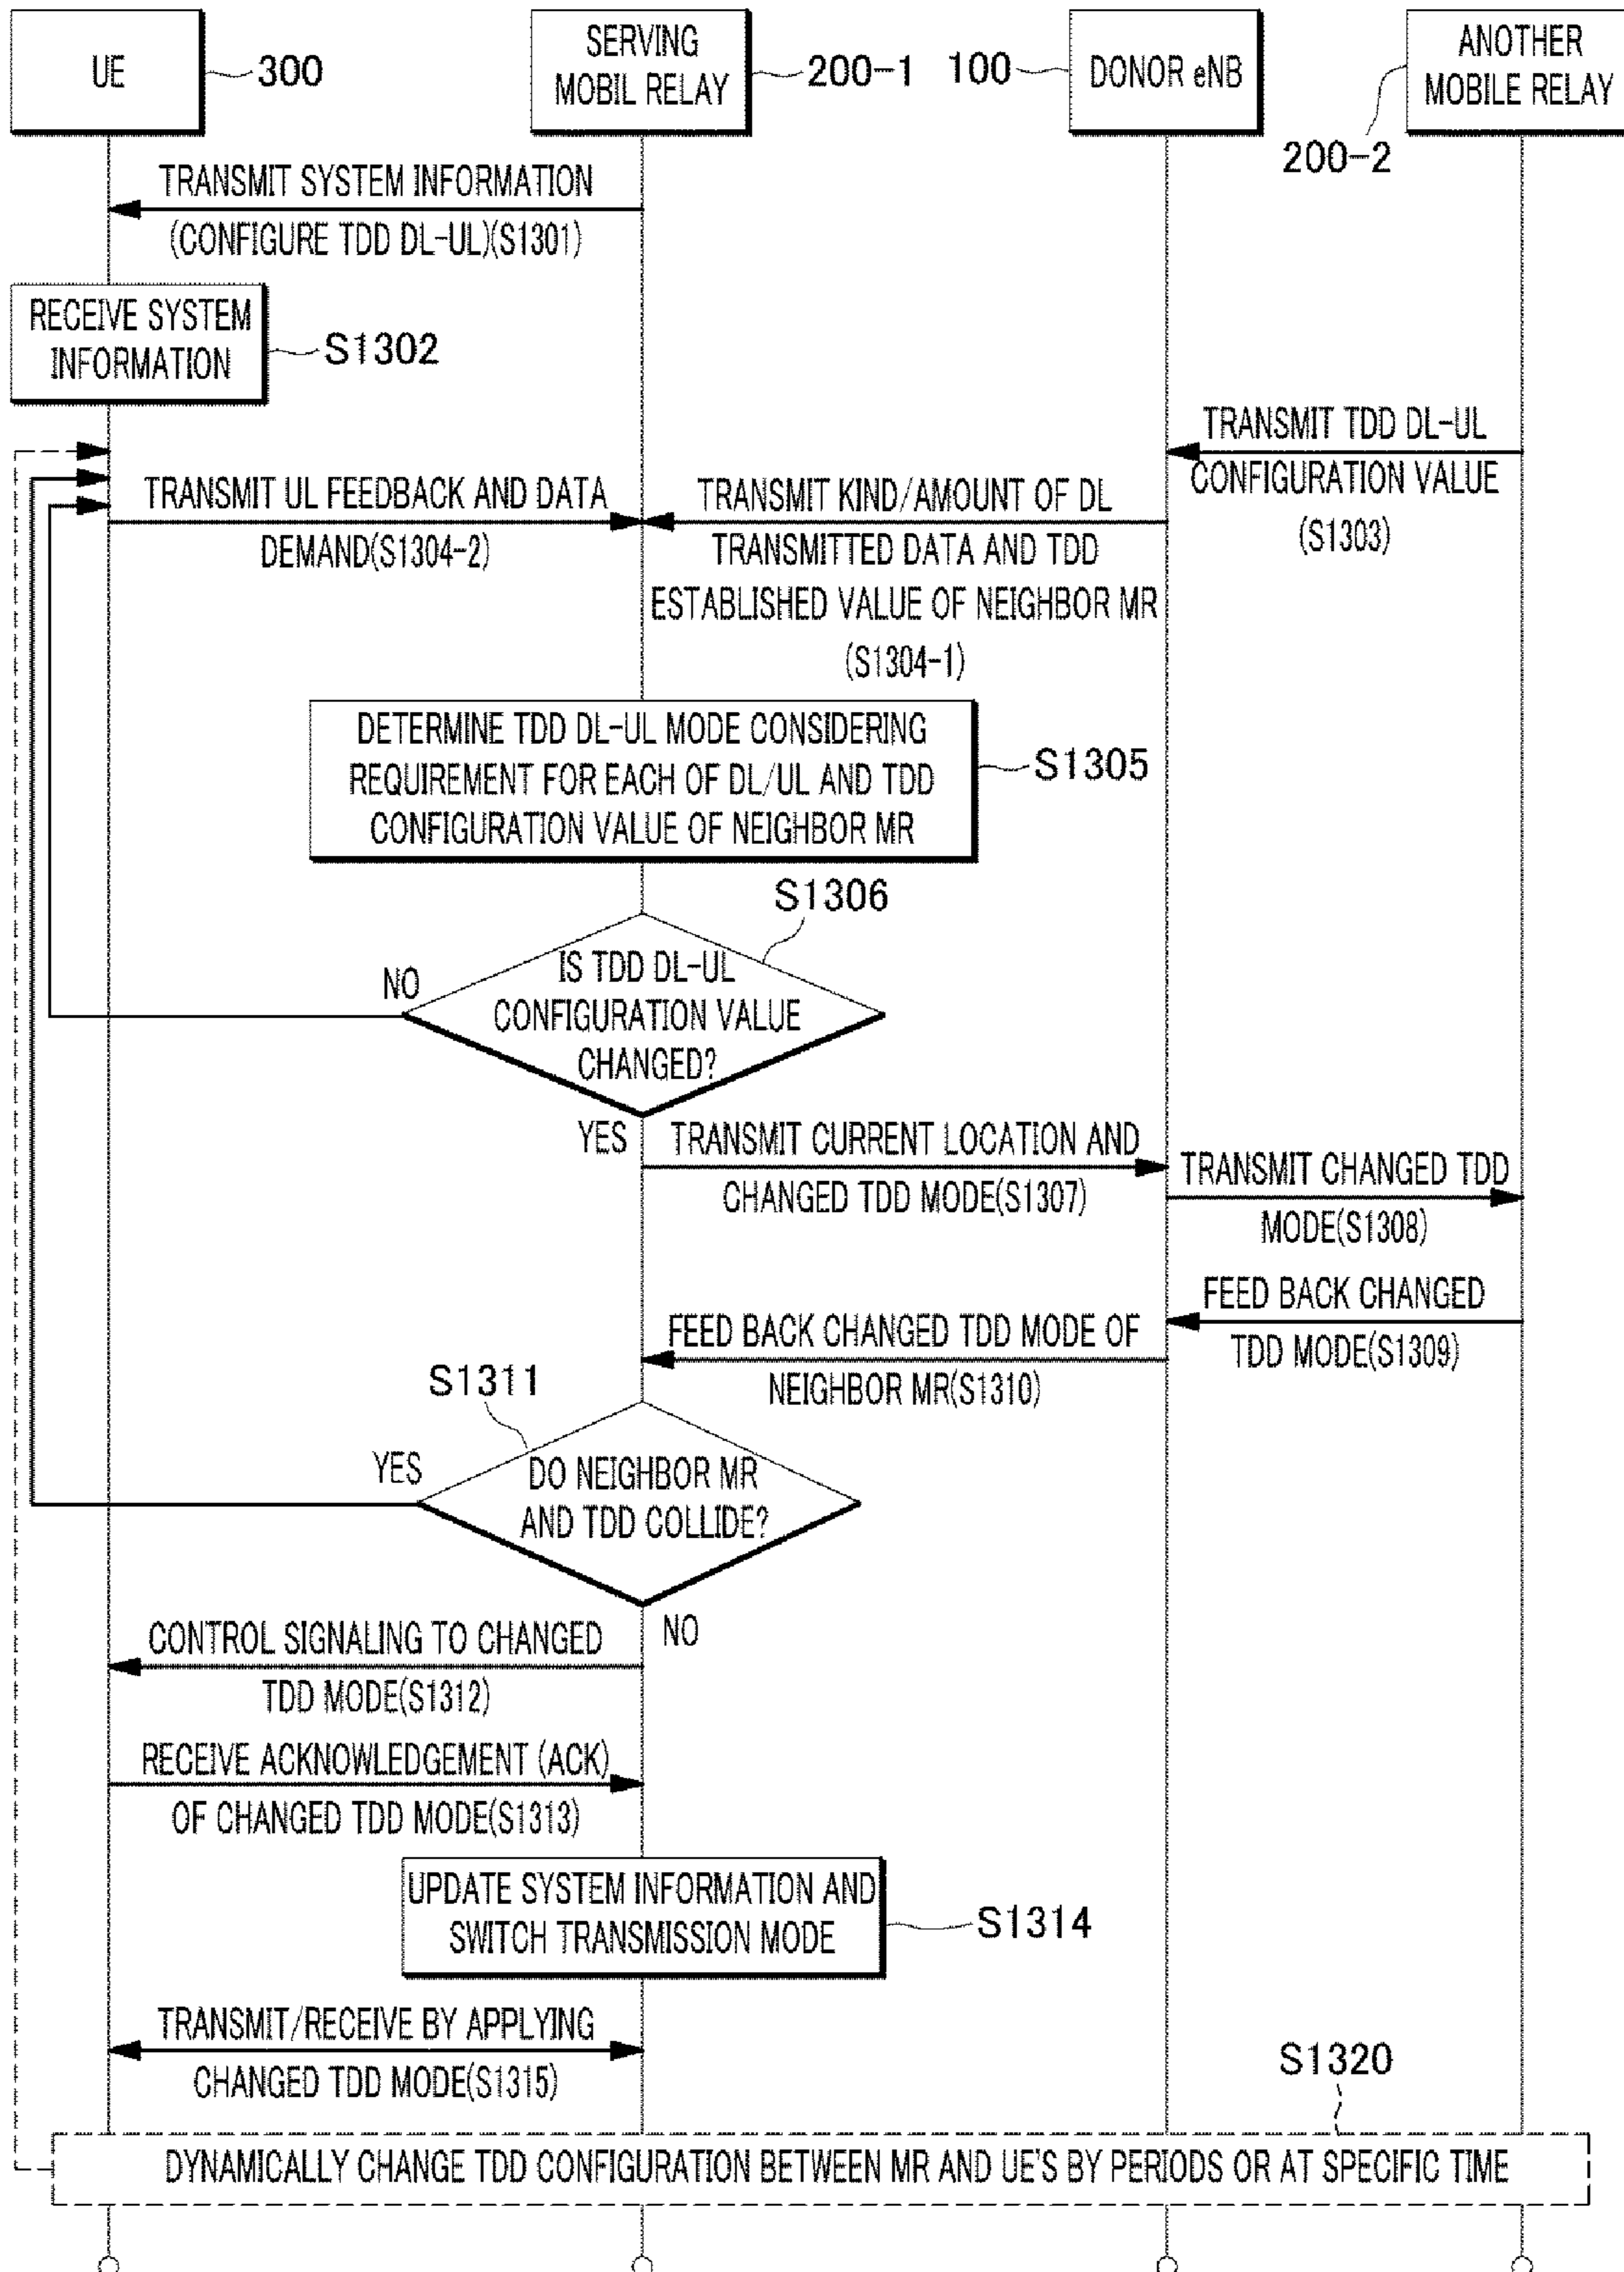 UE
300
SERVING
MOBIL RELAY
200-1
100
DONOR eNB
ANOTHER
MOBILE RELAY
200-2
TRANSMIT SYSTEM INFORMATION
(CONFIGURE TDD DL-UL)(S1301)
RECEIVE SYSTEM
INFORMATION
S1302
TRANSMIT TDD DL-UL
CONFIGURATION VALUE
(S1303)
TRANSMIT UL FEEDBACK AND DATA
DEMAND(S1304-2)
TRANSMIT KIND/AMOUNT OF DL
TRANSMITTED DATA AND TDD
ESTABLISHED VALUE OF NEIGHBOR MR
(S1304-1)
DETERMINE TDD DL-UL MODE CONSIDERING
REQUIREMENT FOR EACH OF DL/UL AND TDD
CONFIGURATION VALUE OF NEIGHBOR MR
S1305
S1306
IS TDD DL-UL
CONFIGURATION VALUE
CHANGED?
NO
YES
TRANSMIT CURRENT LOCATION AND
CHANGED TDD MODE(S1307)
TRANSMIT CHANGED TDD
MODE(S1308)
FEED BACK CHANGED
TDD MODE(S1309)
FEED BACK CHANGED TDD MODE OF
NEIGHBOR MR(S1310)
S1311
YES
DO NEIGHBOR MR
AND TDD COLLIDE?
NO
CONTROL SIGNALING TO CHANGED
TDD MODE(S1312)
RECEIVE ACKNOWLEDGEMENT (ACK)
OF CHANGED TDD MODE(S1313)
UPDATE SYSTEM INFORMATION AND
SWITCH TRANSMISSION MODE
S1314
TRANSMIT/RECEIVE BY APPLYING
CHANGED TDD MODE(S1315)
S1320
DYNAMICALLY CHANGE TDD CONFIGURATION BETWEEN MR AND UE'S BY PERIODS OR AT SPECIFIC TIME